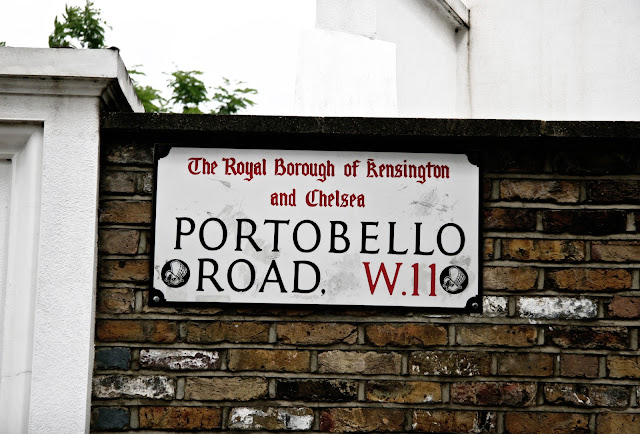 The Royal Borough of Kensington
and Chelsea
PORTOBELLO
ROAD, W.11